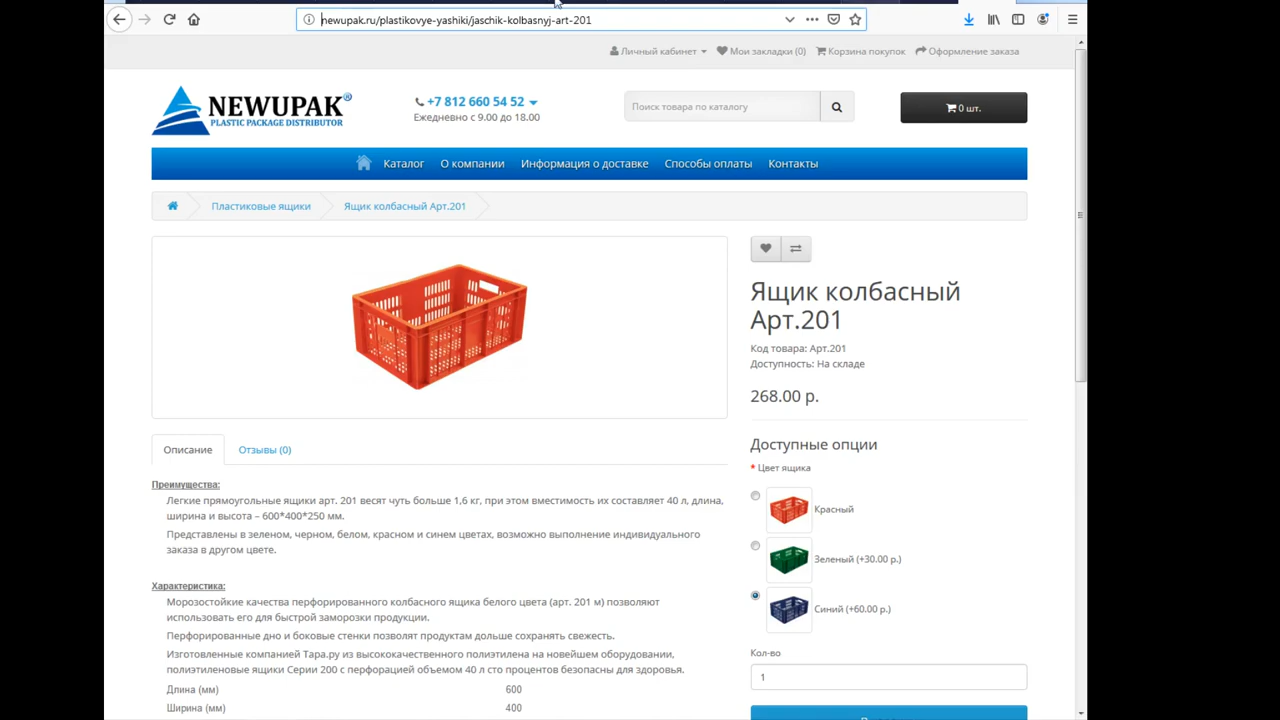 newupak.ru/plastikovye-yashiki/jaschik-kolbasnyj-art-201
Личный кабинет
Мои закладки (0)
Корзина покупок
Оформление заказа
NEWUPAK®
PLASTIC PACKAGE DISTRIBUTOR
+7 812 660 54 52
Ежедневно с 9.00 до 18.00
Поиск товара по каталогу
0 шт.
Каталог
О компании
Информация о доставке
Способы оплаты
Контакты
Пластиковые ящики
Ящик колбасный Арт.201
Ящик колбасный
Арт.201
Код товара: Арт.201
Доступность: На складе
268.00 р.
Доступные опции
* Цвет ящика
Красный
Зеленый (+30.00 р.)
Синий (+60.00 р.)
Кол-во
1
Описание
Отзывы (0)
Преимущества:
Легкие прямоугольные ящики арт. 201 весят чуть больше 1,6 кг, при этом вместимость их составляет 40 л, длина,
ширина и высота – 600*400*250 мм.
Представлены в зеленом, черном, белом, красном и синем цветах, возможно выполнение индивидуального
заказа в другом цвете.
Характеристика:
Морозостойкие качества перфорированного колбасного ящика белого цвета (арт. 201 м) позволяют
использовать его для быстрой заморозки продукции.
Перфорированные дно и боковые стенки позволят продуктам дольше сохранять свежесть.
Изготовленные компанией Тара.ру из высококачественного полиэтилена на новейшем оборудовании,
полиэтиленовые ящики Серии 200 с перфорацией объемом 40 л сто процентов безопасны для здоровья.
Длина (мм) 600
Ширина (мм) 400